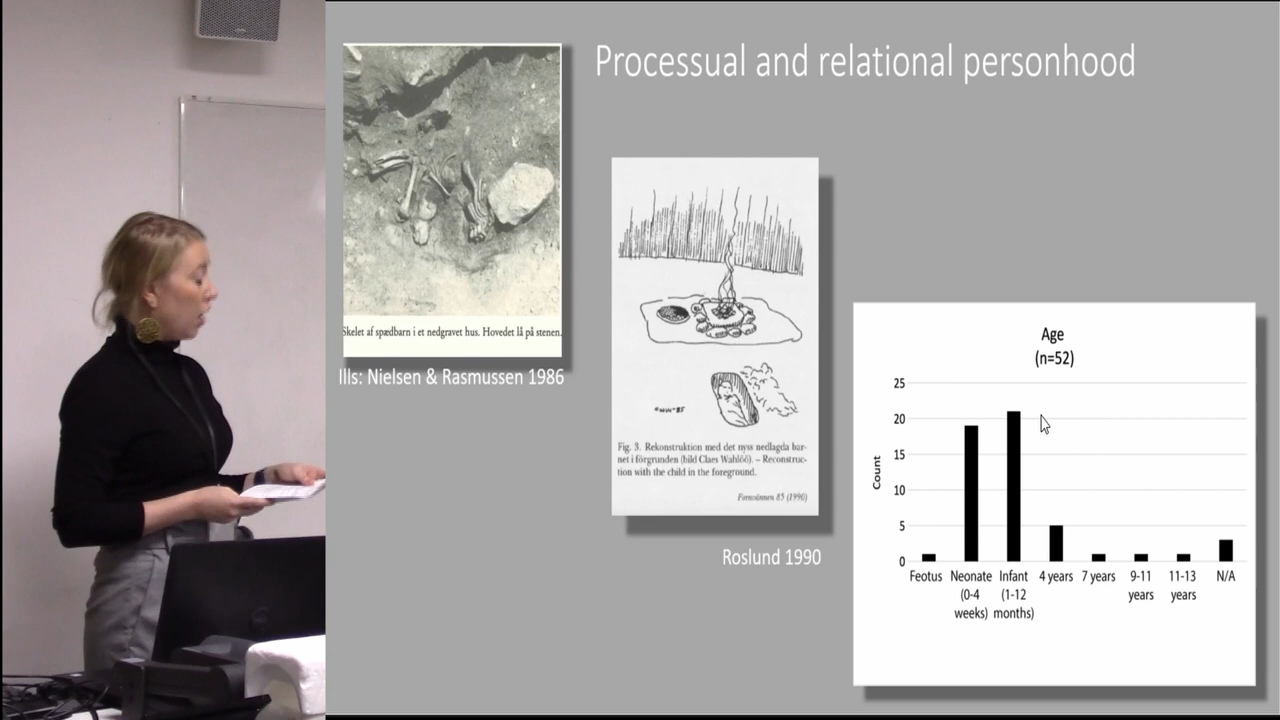 Processual and relational personhood
Skelet af spædbarn i et nedgravet hus. Hovedet lå på stenen.
Ills: Nielsen & Rasmussen 1986
Fig. 3. Rekonstruktion med det nyss nedlagda bar-
net i förgrunden (bild Claes Wahlöö). – Reconstruc-
tion with the child in the foreground.
Fornvännen 85 (1990)
Roslund 1990
Age
(n=52)
Count
25
20
15
10
5
0
Feotus Neonate Infant 4 years 7 years 9-11 11-13 N/A
(0-4 (1-12 years years
weeks) months)